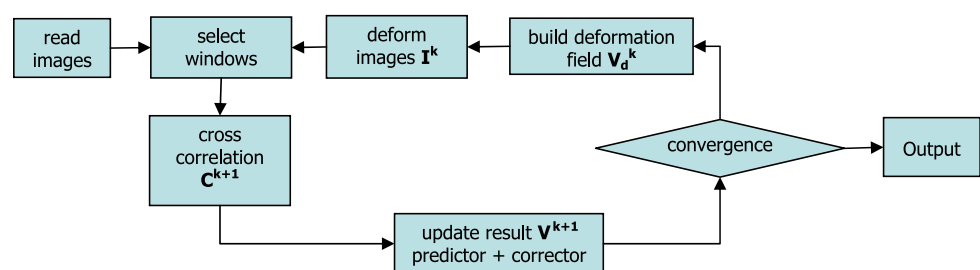 read
images
select
windows
deform
images I^k
build deformation
field V_d^k
cross
correlation
C^k+1
update result V^k+1
predictor + corrector
convergence
Output